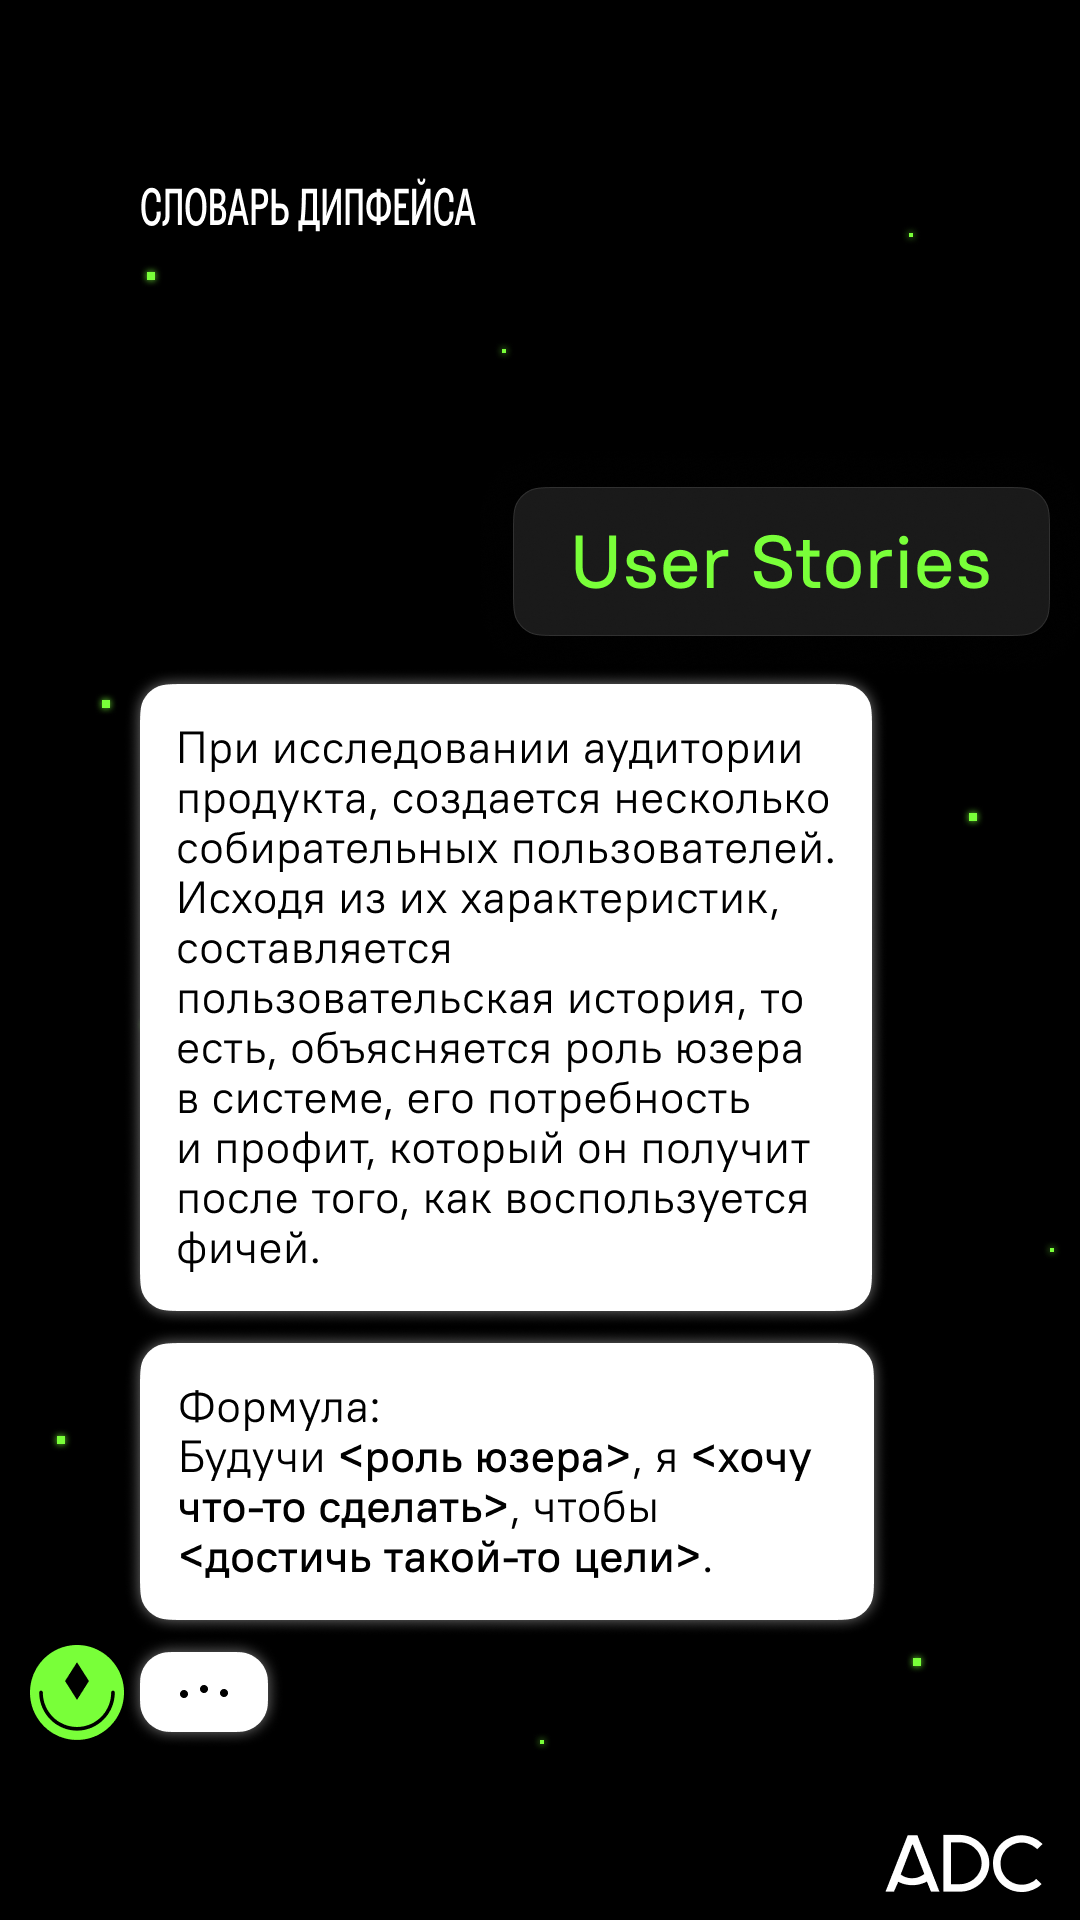 СЛОВАРЬ ДИПФЕЙСА
User Stories
При исследовании аудитории
продукта, создается несколько
собирательных пользователей.
Исходя из их характеристик,
составляется
пользовательская история, то
есть, объясняется роль юзера
в системе, его потребность
и профит, который он получит
после того, как воспользуется
фичей.
Формула:
Будучи <роль юзера>, я <хочу
что-то сделать>, чтобы
<достичь такой-то цели>.
ADC